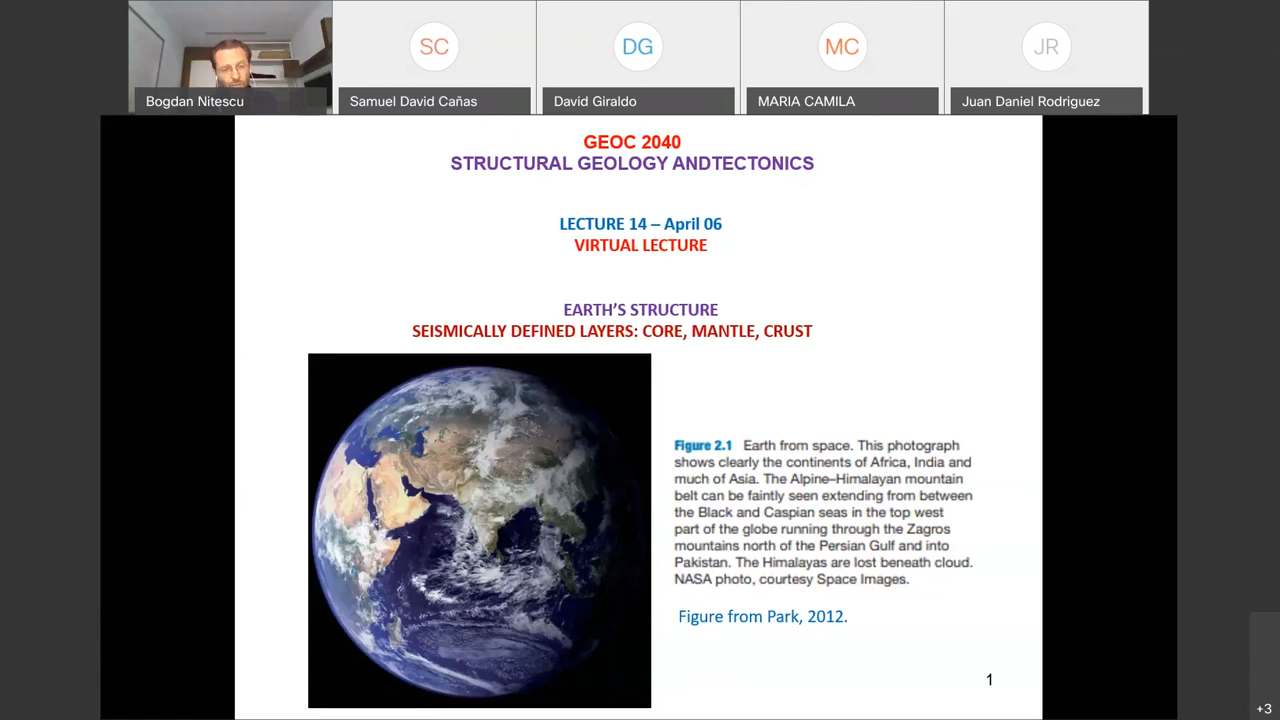 SC
DG
MC
JR
Bogdan Nitescu
Samuel David Cañas
David Giraldo
MARIA CAMILA
Juan Daniel Rodriguez
GEOC 2040
STRUCTURAL GEOLOGY ANDTECTONICS
LECTURE 14 – April 06
VIRTUAL LECTURE
EARTH'S STRUCTURE
SEISMICALLY DEFINED LAYERS: CORE, MANTLE, CRUST
Figure 2.1 Earth from space. This photograph
shows clearly the continents of Africa, India and
much of Asia. The Alpine–Himalayan mountain
belt can be faintly seen extending from between
the Black and Caspian seas in the top west
part of the globe running through the Zagros
mountains north of the Persian Gulf and into
Pakistan. The Himalayas are lost beneath cloud.
NASA photo, courtesy Space Images.
Figure from Park, 2012.
1
+3